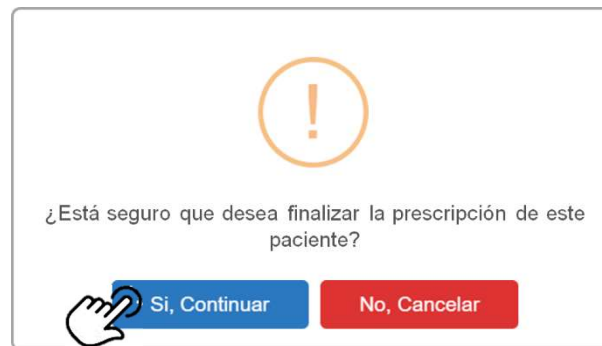 !
¿Está seguro que desea finalizar la prescripción de este
paciente?
Si, Continuar
No, Cancelar